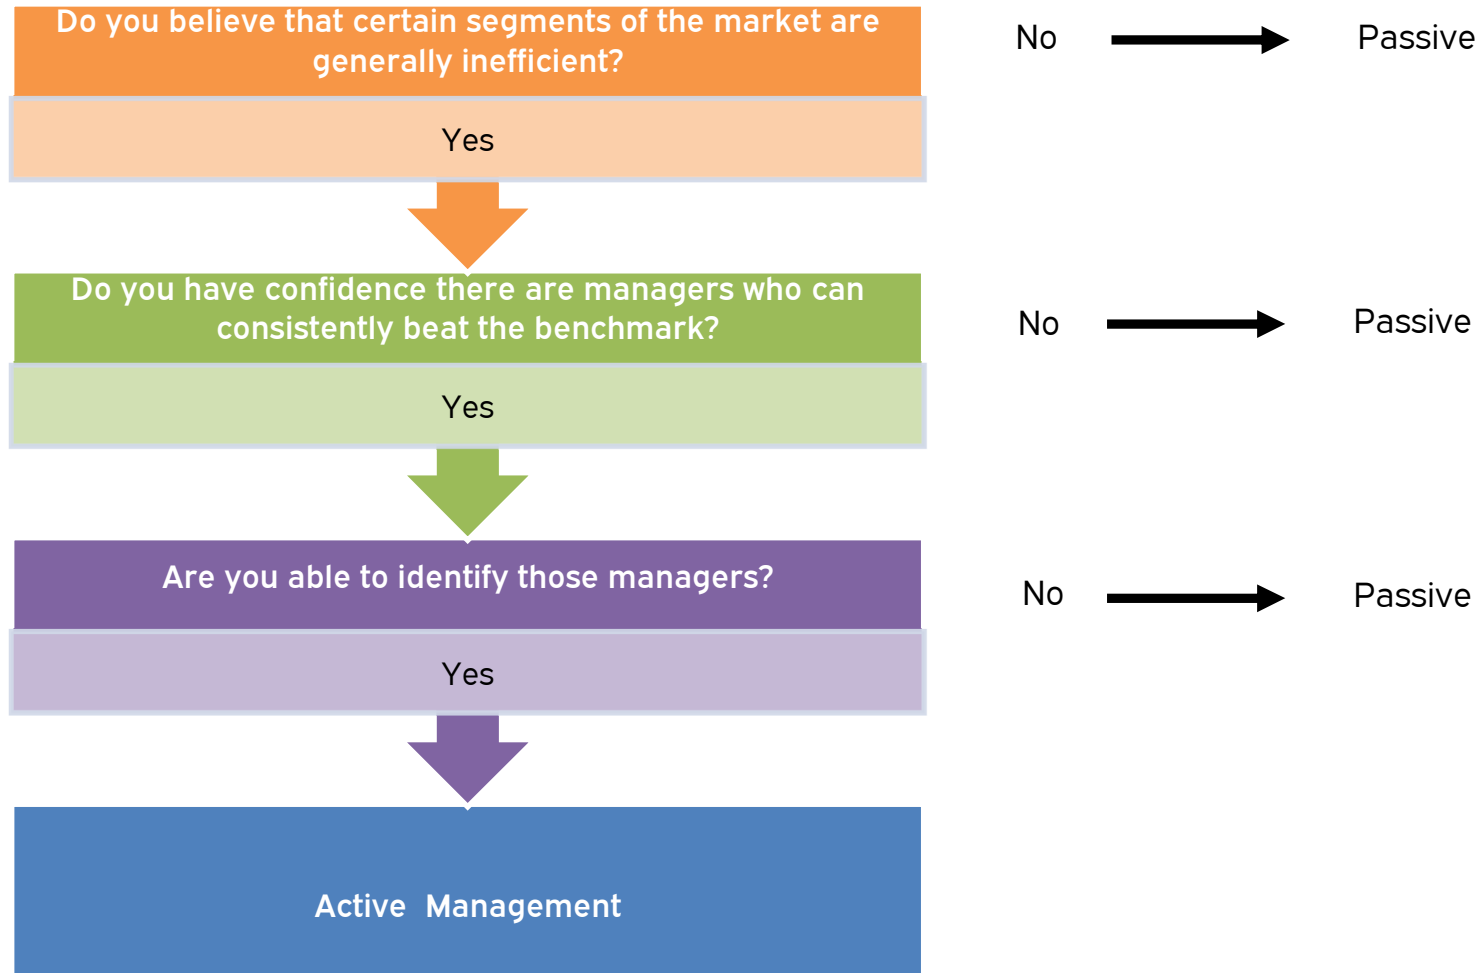 Do you believe that certain segments of the market are
generally inefficient?
No
Passive
Yes
Do you have confidence there are managers who can
consistently beat the benchmark?
No
Passive
Yes
Are you able to identify those managers?
No
Passive
Yes
Active Management